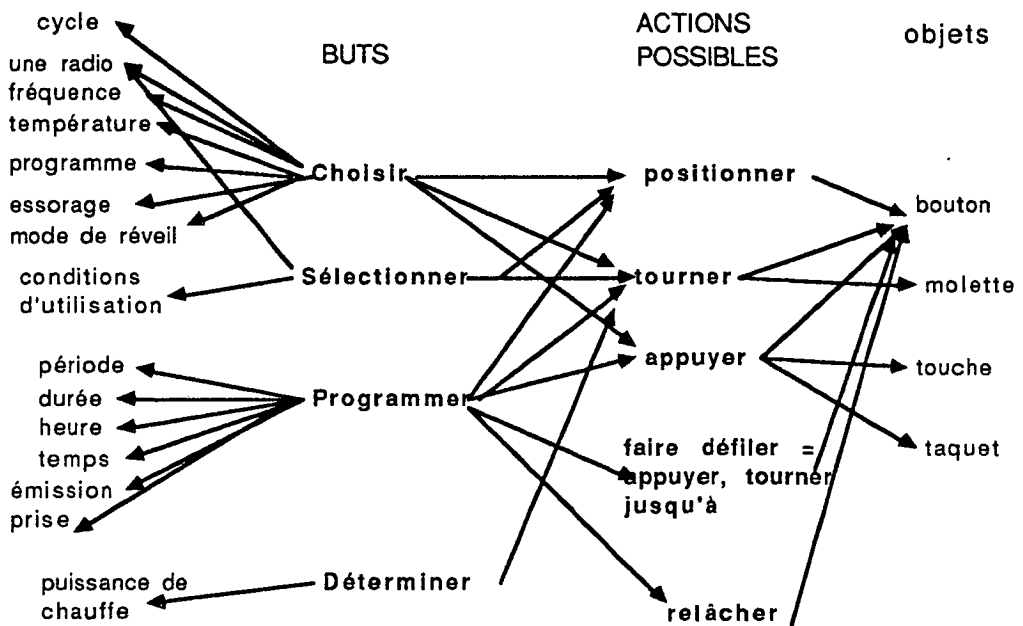 cycle
une radio
fréquence
température
programme
essorage
mode de réveil
conditions
d'utilisation
période
durée
heure
temps
émission
prise
puissance de
chauffe
BUTS
Choisir
Sélectionner
Programmer
Déterminer
ACTIONS
POSSIBLES
positionner
tourner
appuyer
faire défiler =
appuyer, tourner
jusqu'à
relâcher
objets
bouton
molette
touche
taquet